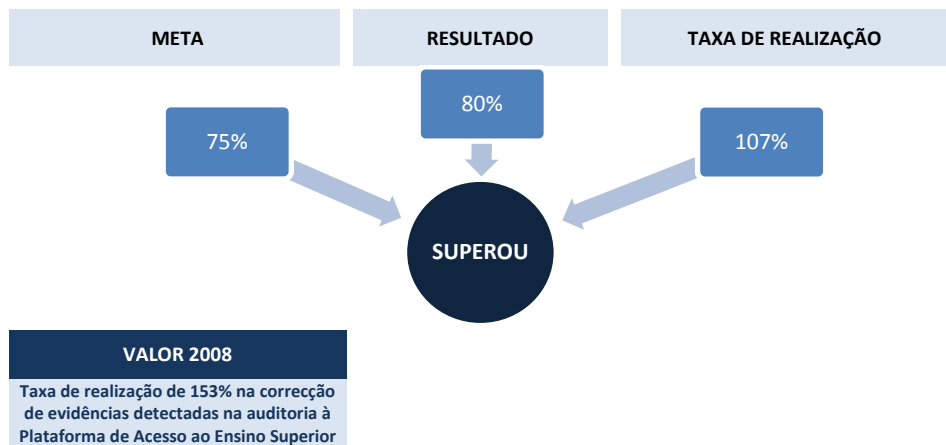 META
RESULTADO
TAXA DE REALIZAÇÃO
75%
80%
107%
SUPEROU
VALOR 2008
Taxa de realização de 153% na correcção
de evidências detectadas na auditoria à
Plataforma de Acesso ao Ensino Superior